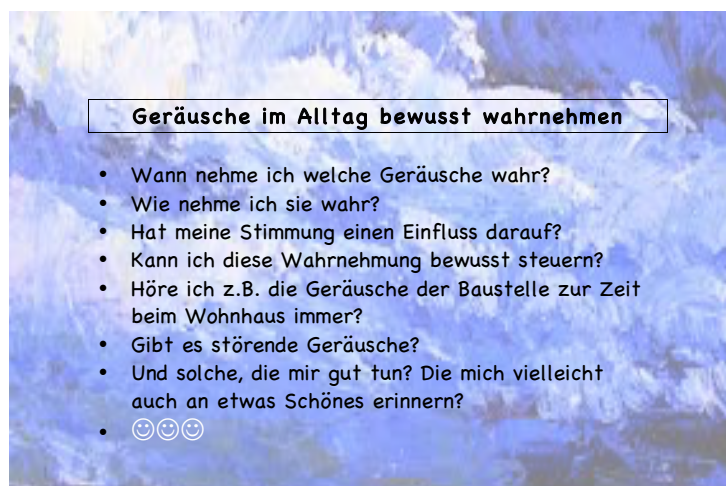 Geräusche im Alltag bewusst wahrnehmen
• Wann nehme ich welche Geräusche wahr?
• Wie nehme ich sie wahr?
• Hat meine Stimmung einen Einfluss darauf?
• Kann ich diese Wahrnehmung bewusst steuern?
• Höre ich z.B. die Geräusche der Baustelle zur Zeit
beim Wohnhaus immer?
• Gibt es störende Geräusche?
• Und solche, die mir gut tun? Die mich vielleicht
auch an etwas Schönes erinnern?
• ☺☺☺